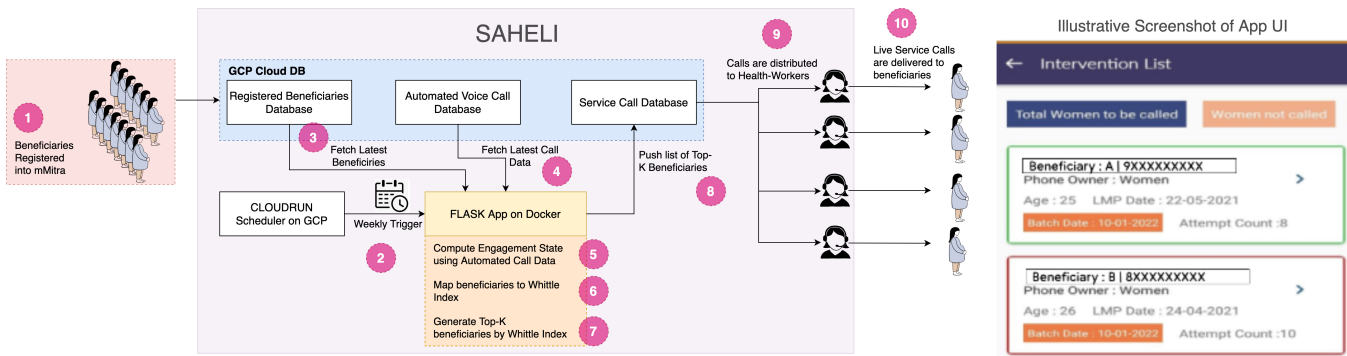 SAHELI
1
Beneficiaries
Registered
into mMitra
GCP Cloud DB
Registered Beneficiaries
Database
Automated Voice Call
Database
Service Call Database
3
Fetch Latest
Beneficiries
Fetch Latest Call
Data
4
Push list of Top-
K Beneficiaries
8
CLOUDRUN
Scheduler on GCP
Weekly Trigger
2
FLASK App on Docker
Compute Engagement State
using Automated Call Data
5
Map beneficiaries to Whittle
Index
6
Generate Top-K
beneficiaries by Whittle Index
7
9
Calls are distributed
to Health-Workers
10
Live Service Calls
are delivered to
beneficiaries
Illustrative Screenshot of App UI
Intervention List
Total Women to be called
Women not called
Beneficiary : A | 9XXXXXXXXX
Phone Owner : Women
Age : 25 LMP Date : 22-05-2021
Batch Date : 10-01-2022 Attempt Count :8
Beneficiary : B | 8XXXXXXXXX
Phone Owner : Women
Age : 26 LMP Date : 24-04-2021
Batch Date : 10-01-2022 Attempt Count :10